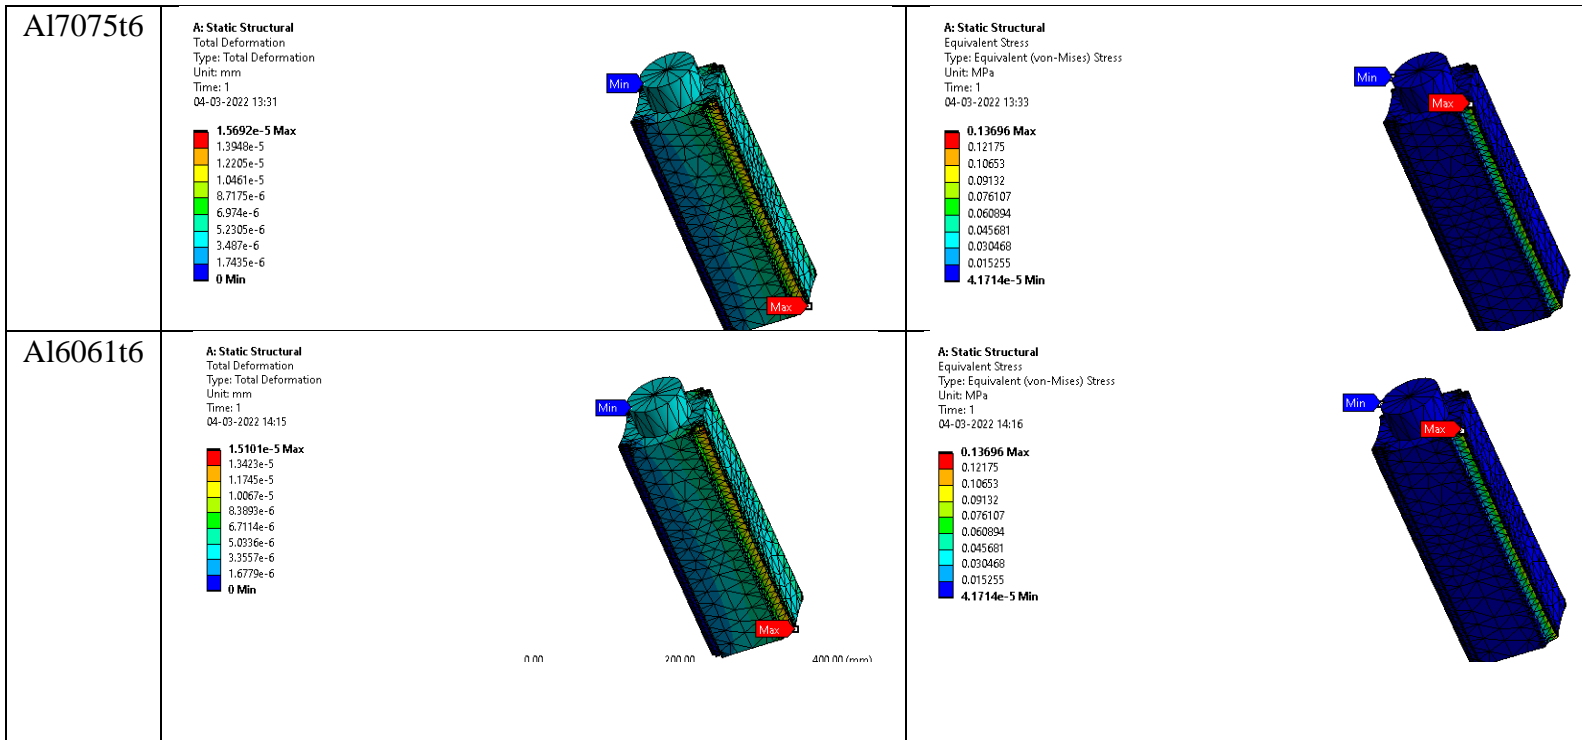 Al7075t6
A: Static Structural
Total Deformation
Type: Total Deformation
Unit: mm
Time: 1
04-03-2022 13:31
1.5692e-5 Max
1.3948e-5
1.2205e-5
1.0461e-5
8.7175e-6
6.974e-6
5.2305e-6
3.487e-6
1.7435e-6
0 Min
Min
Max
A: Static Structural
Equivalent Stress
Type: Equivalent (von-Mises) Stress
Unit: MPa
Time: 1
04-03-2022 13:33
0.13696 Max
0.12175
0.10653
0.09132
0.076107
0.060894
0.045681
0.030468
0.015255
4.1714e-5 Min
Min
Max
Al6061t6
A: Static Structural
Total Deformation
Type: Total Deformation
Unit: mm
Time: 1
04-03-2022 14:15
1.5101e-5 Max
1.3423e-5
1.1745e-5
1.0067e-5
8.3893e-6
6.7114e-6
5.0336e-6
3.3557e-6
1.6779e-6
0 Min
Min
Max
0.00 200.00 400.00 (mm)
A: Static Structural
Equivalent Stress
Type: Equivalent (von-Mises) Stress
Unit: MPa
Time: 1
04-03-2022 14:16
0.13696 Max
0.12175
0.10653
0.09132
0.076107
0.060894
0.045681
0.030468
0.015255
4.1714e-5 Min
Min
Max